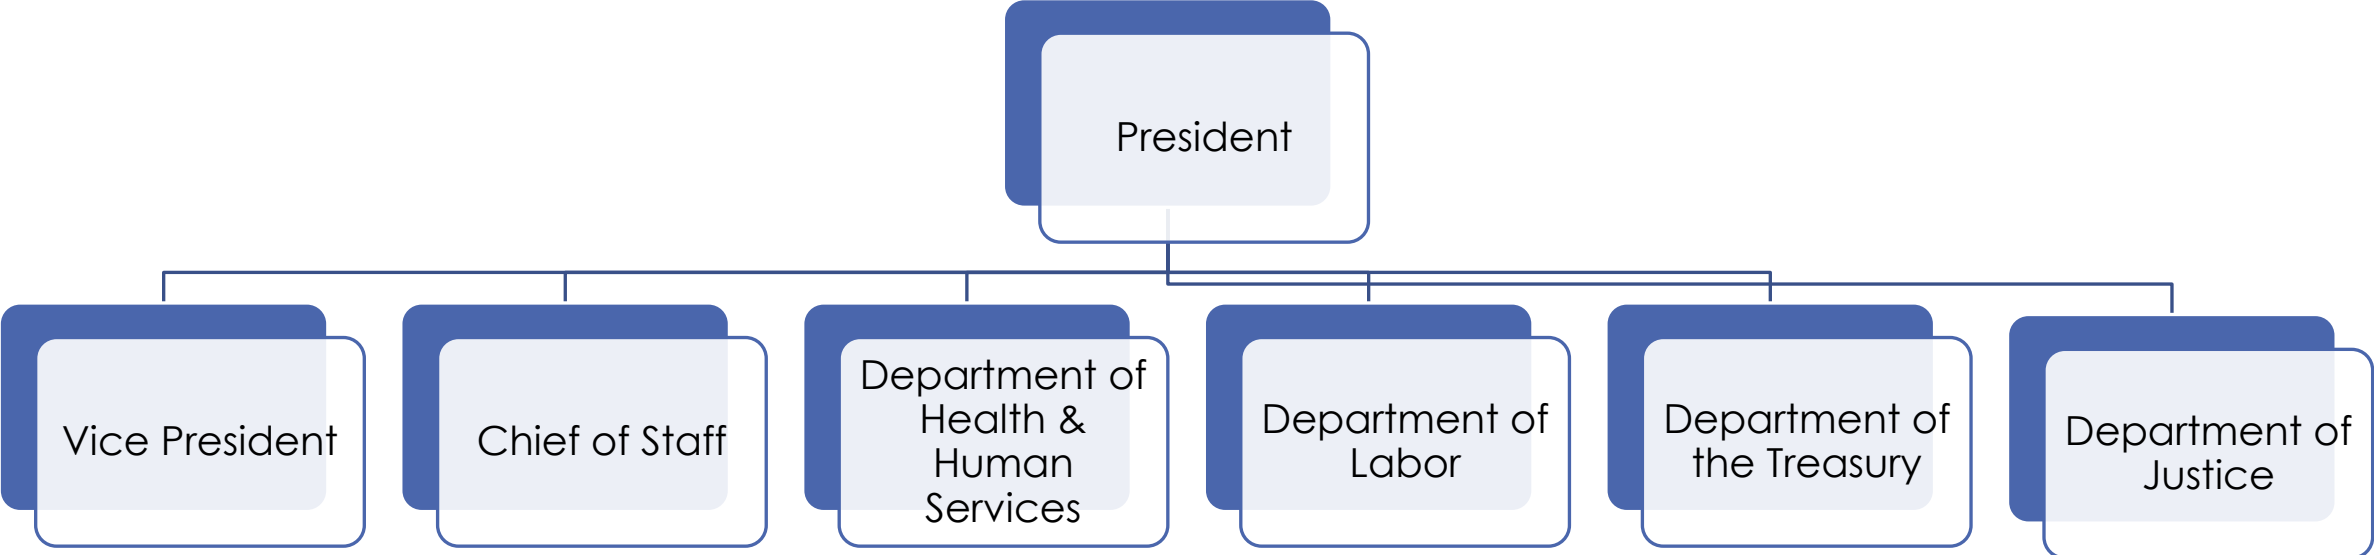 President
Vice President
Chief of Staff
Department of
Health &
Human
Services
Department of
Labor
Department of
the Treasury
Department of
Justice